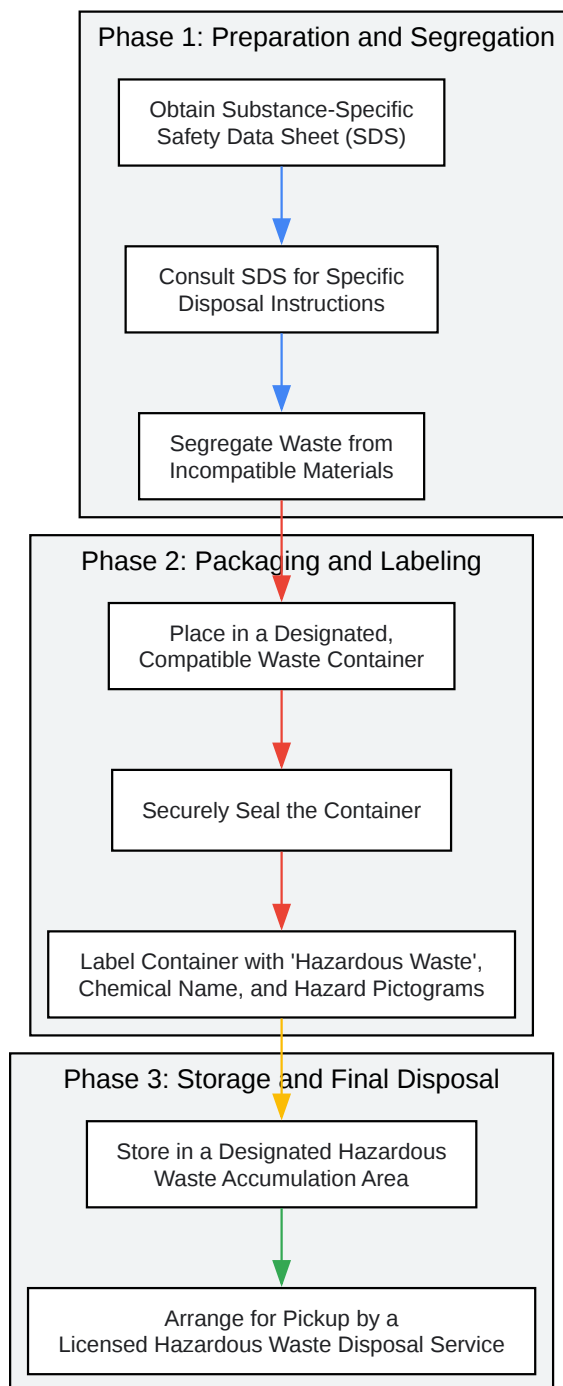 Phase 1: Preparation and Segregation
Obtain Substance-Specific
Safety Data Sheet (SDS)
Consult SDS for Specific
Disposal Instructions
Segregate Waste from
Incompatible Materials
Phase 2: Packaging and Labeling
Place in a Designated,
Compatible Waste Container
Securely Seal the Container
Label Container with 'Hazardous Waste',
Chemical Name, and Hazard Pictograms
Phase 3: Storage and Final Disposal
Store in a Designated Hazardous
Waste Accumulation Area
Arrange for Pickup by a
Licensed Hazardous Waste Disposal Service